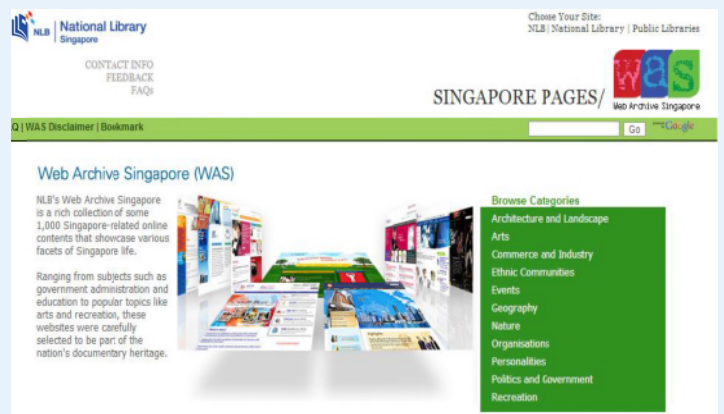 NLB
National Library
Singapore
CONTACT INFO
FEEDBACK
FAQs
Choose Your Site:
NLB | National Library | Public Libraries
SINGAPORE PAGES/
was
Web Archive Singapore
Q | WAS Disclaimer | Bookmark
Go
Google
Web Archive Singapore (WAS)
NLB's Web Archive Singapore
is a rich collection of some
1,000 Singapore-related online
contents that showcase various
facets of Singapore life.
Ranging from subjects such as
government administration and
education to popular topics like
arts and recreation, these
websites were carefully
selected to be part of the
nation's documentary heritage.
Browse Categories
Architecture and Landscape
Arts
Commerce and Industry
Ethnic Communities
Events
Geography
Nature
Organisations
Personalities
Politics and Government
Recreation